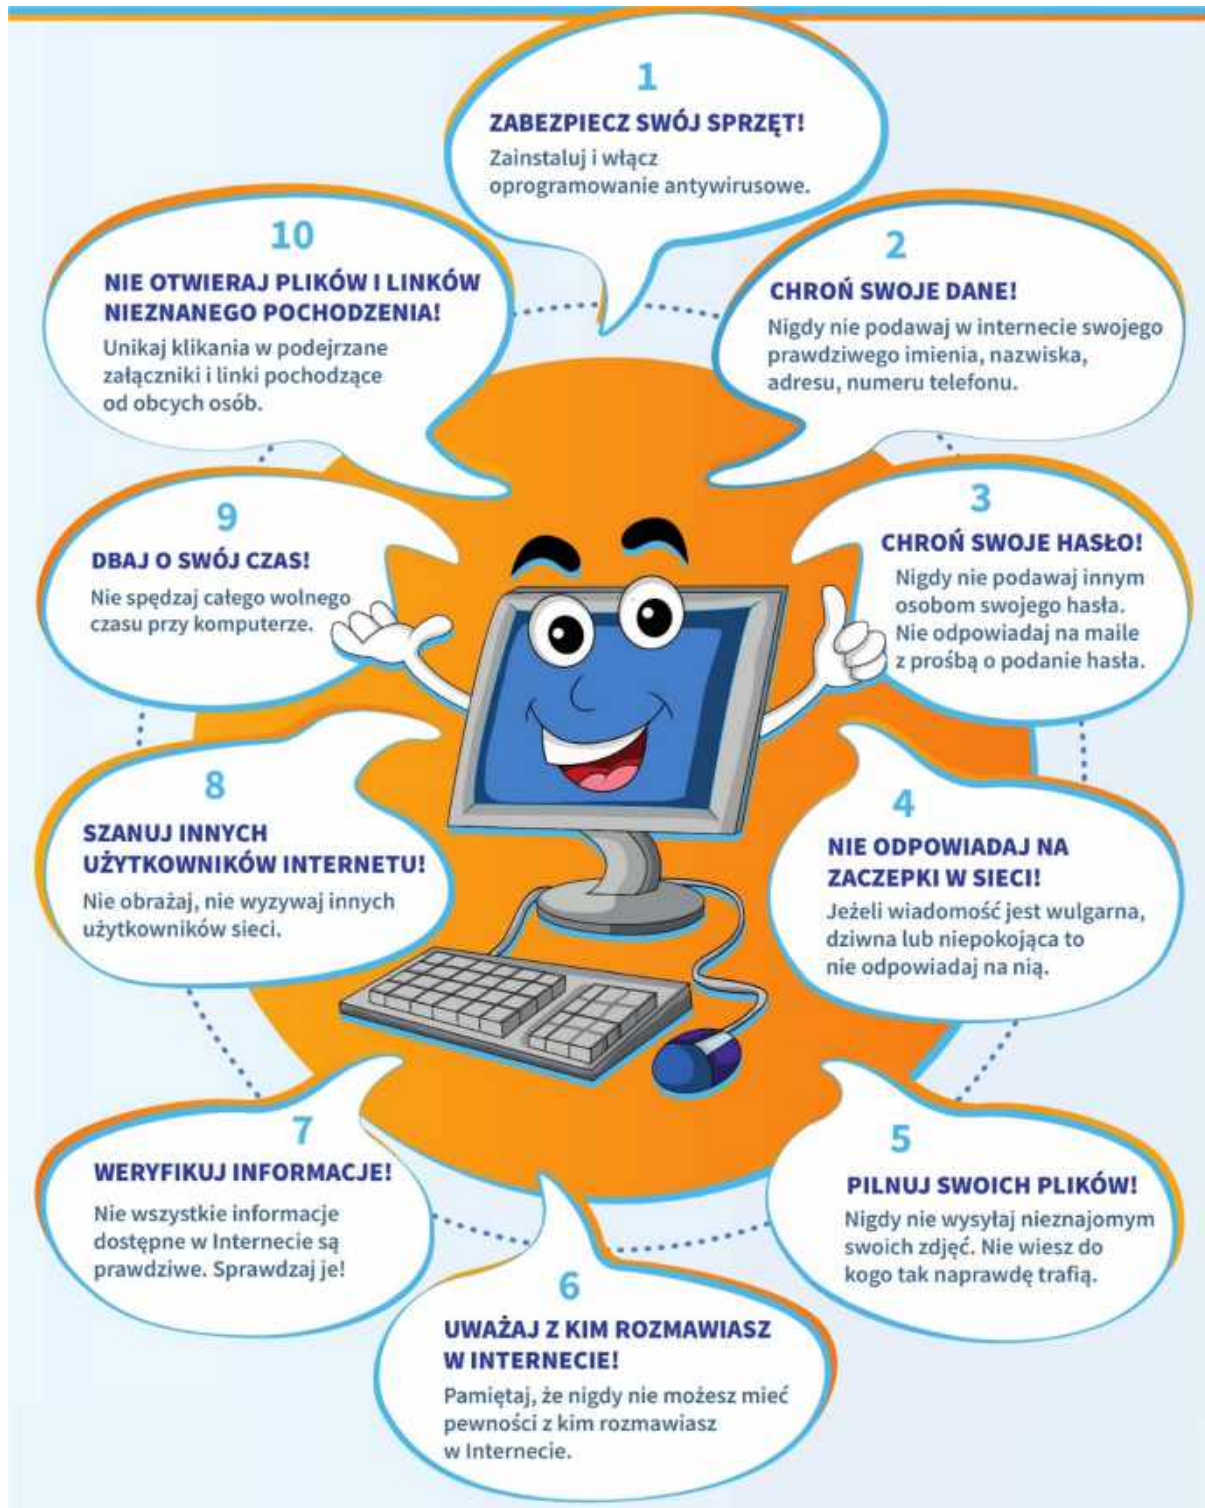 1
ZABEZPIECZ SWÓJ SPRZĘT!
Zainstaluj i włącz
oprogramowanie antywirusowe.
2
CHROŃ SWOJE DANE!
Nigdy nie podawaj w internecie swojego
prawdziwego imienia, nazwiska,
adresu, numeru telefonu.
3
CHROŃ SWOJE HASŁO!
Nigdy nie podawaj innym
osobom swojego hasła.
Nie odpowiadaj na maile
z prośbą o podanie hasła.
4
NIE ODPOWIADAJ NA
ZACZEPKI W SIECI!
Jeżeli wiadomość jest wulgarna,
dziwna lub niepokojąca to
nie odpowiadaj na nią.
5
PILNUJ SWOICH PLIKÓW!
Nigdy nie wysyłaj nieznajomym
swoich zdjęć. Nie wiesz do
kogo tak naprawdę trafią.
6
UWAŻAJ Z KIM ROZMAWIASZ
W INTERNECIE!
Pamiętaj, że nigdy nie możesz mieć
pewności z kim rozmawiasz
w Internecie.
7
WERYFIKUJ INFORMACJE!
Nie wszystkie informacje
dostępne w Internecie są
prawdziwe. Sprawdzaj je!
8
SZANUJ INNYCH
UŻYTKOWNIKÓW INTERNETU!
Nie obrażaj, nie wyzywaj innych
użytkowników sieci.
9
DBAJ O SWÓJ CZAS!
Nie spędzaj całego wolnego
czasu przy komputerze.
10
NIE OTWIERAJ PLIKÓW I LINKÓW
NIEZNANEGO POCHODZENIA!
Unikaj klikania w podejrzane
załączniki i linki pochodzące
od obcych osób.